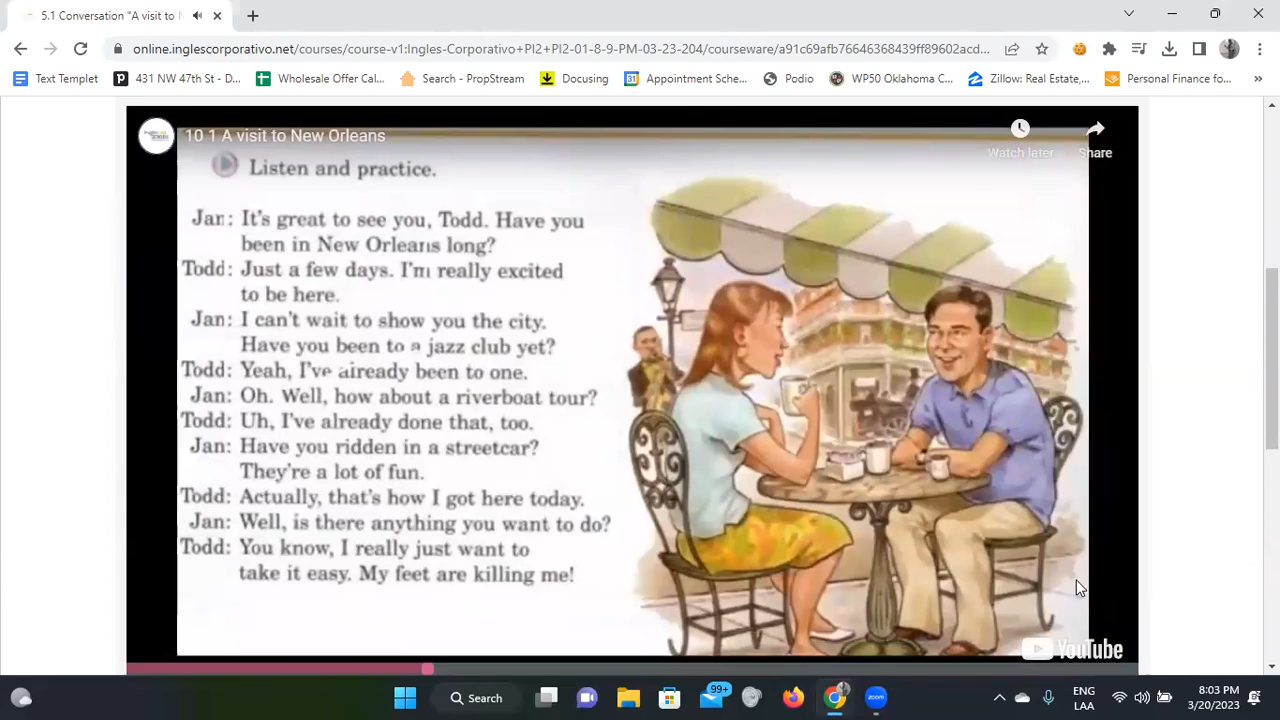 5.1 Conversation "A visit to N
online.inglescorporativo.net/courses/course-v1:Ingles-Corporativo+PI2+PI2-01-8-9-PM-03-23-204/courseware/a91c69afb76646368439ff89602acd...
Text Templet 431 NW 47th St - D... Wholesale Offer Cal... Search - PropStream Docusing 31 Appointment Sche... Podio WP50 Oklahoma C... Zillow: Real Estate,... Personal Finance fo... »
10 1 A visit to New Orleans
Watch later Share
Listen and practice.
Jan: It's great to see you, Todd. Have you
been in New Orleans long?
Todd: Just a few days. I'm really excited
to be here.
Jan: I can't wait to show you the city.
Have you been to a jazz club yet?
Todd: Yeah, I've already been to one.
Jan: Oh. Well, how about a riverboat tour?
Todd: Uh, I've already done that, too.
Jan: Have you ridden in a streetcar?
They're a lot of fun.
Todd: Actually, that's how I got here today.
Jan: Well, is there anything you want to do?
Todd: You know, I really just want to
take it easy. My feet are killing me!
YouTube
Search 99+ zoom ENG 8:03 PM
LAA 3/20/2023